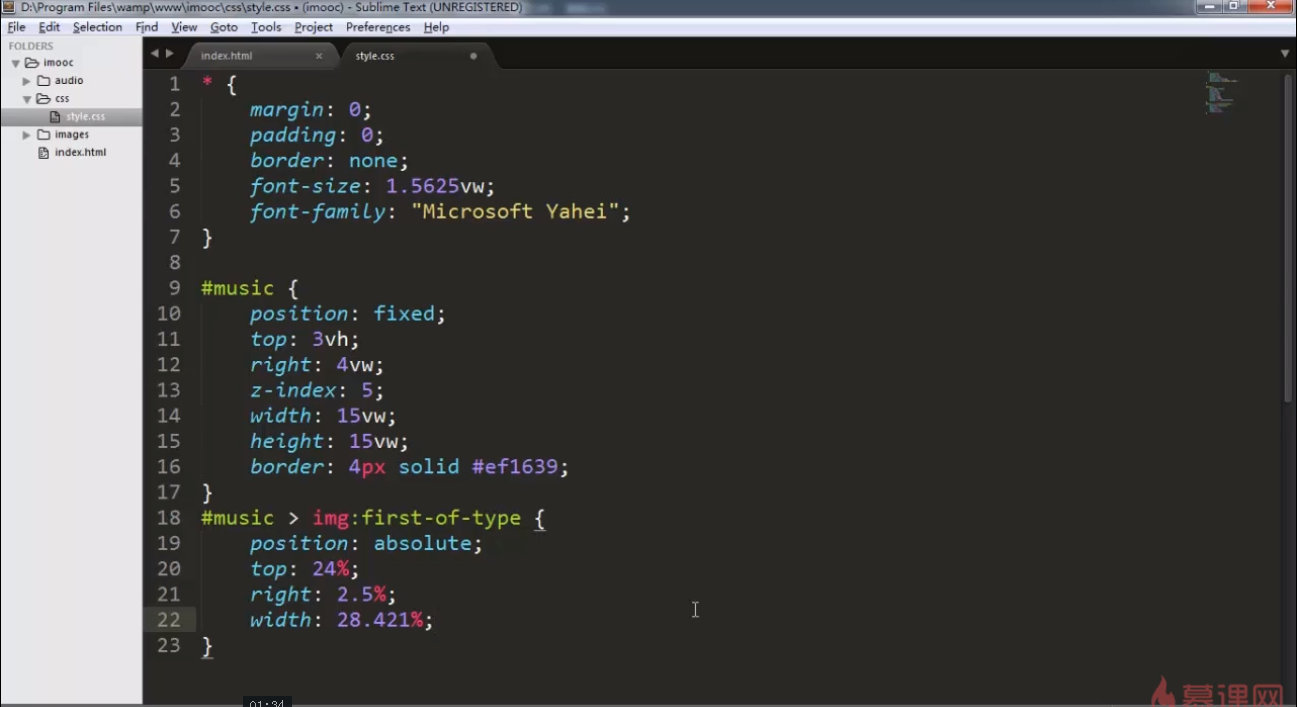 D:\Program Files\wamp\www\imooc\css\style.css • (imooc) - Sublime Text (UNREGISTERED)
File Edit Selection Find View Goto Tools Project Preferences Help
FOLDERS
imooc
audio
css
style.css
images
index.html
index.html × style.css
1 * {
2 margin: 0;
3 padding: 0;
4 border: none;
5 font-size: 1.5625vw;
6 font-family: "Microsoft Yahei";
7 }
8
9 #music {
10 position: fixed;
11 top: 3vh;
12 right: 4vw;
13 z-index: 5;
14 width: 15vw;
15 height: 15vw;
16 border: 4px solid #ef1639;
17 }
18 #music > img:first-of-type {
19 position: absolute;
20 top: 24%;
21 right: 2.5%;
22 width: 28.421%;
23 }
01:34
慕课网